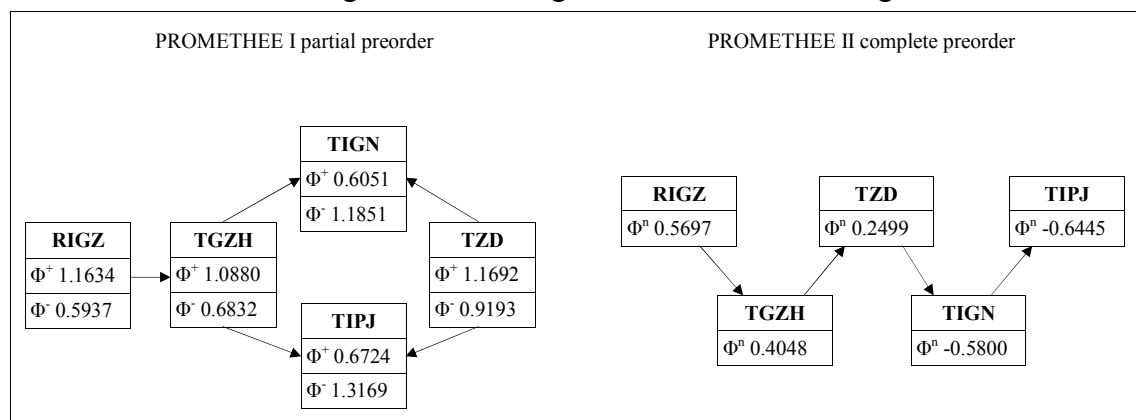 PROMETHEE I partial preorder
TIGN
Φ⁺ 0.6051
Φ⁻ 1.1851
RIGZ
Φ⁺ 1.1634
Φ⁻ 0.5937
TGZH
Φ⁺ 1.0880
Φ⁻ 0.6832
TZD
Φ⁺ 1.1692
Φ⁻ 0.9193
TIPJ
Φ⁺ 0.6724
Φ⁻ 1.3169
PROMETHEE II complete preorder
RIGZ
Φⁿ 0.5697
TZD
Φⁿ 0.2499
TIPJ
Φⁿ -0.6445
TGZH
Φⁿ 0.4048
TIGN
Φⁿ -0.5800